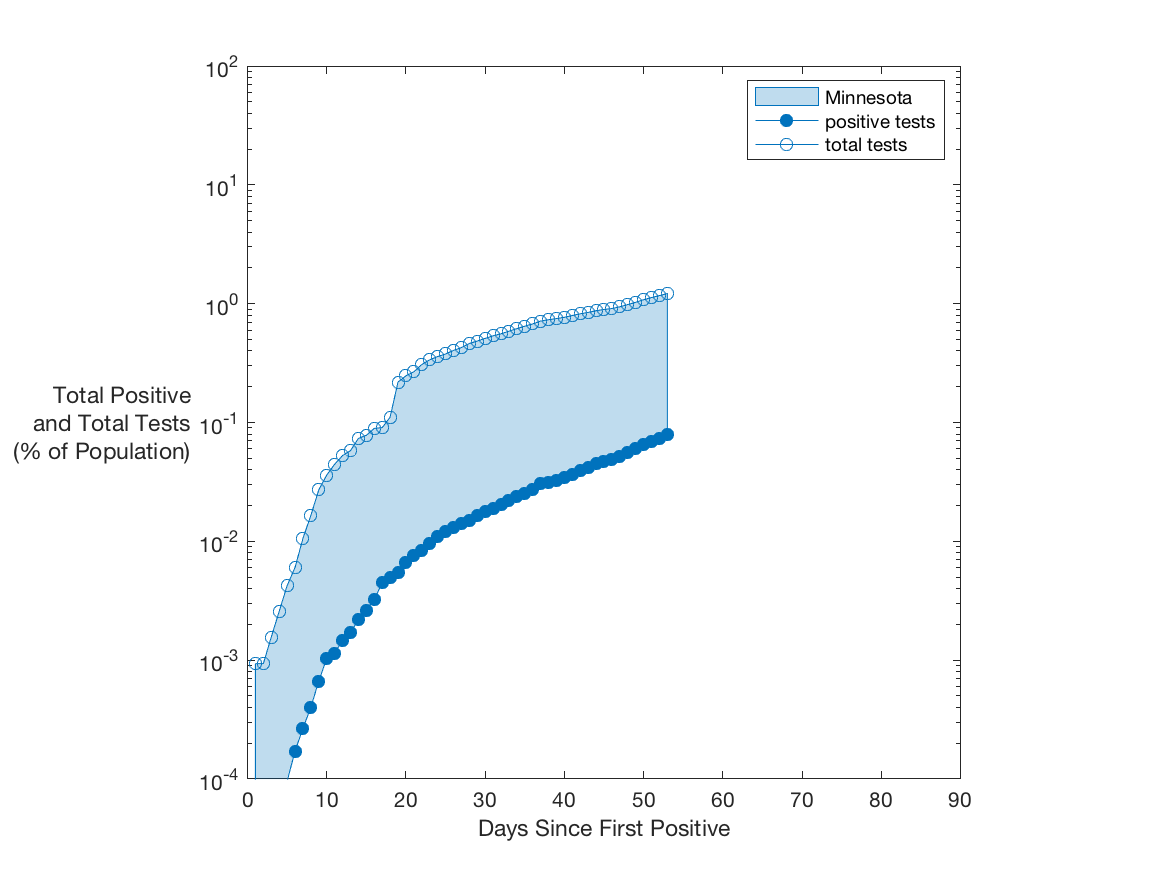 10^2
10^1
10^0
10^-1
10^-2
10^-3
10^-4
Total Positive
and Total Tests
(% of Population)
Minnesota
positive tests
total tests
0 10 20 30 40 50 60 70 80 90
Days Since First Positive